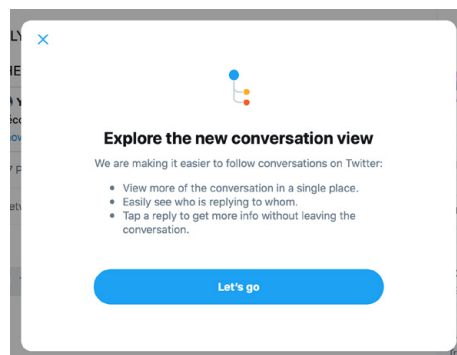 Explore the new conversation view
We are making it easier to follow conversations on Twitter:
View more of the conversation in a single place.
Easily see who is replying to whom.
Tap a reply to get more info without leaving the
conversation.
Let's go